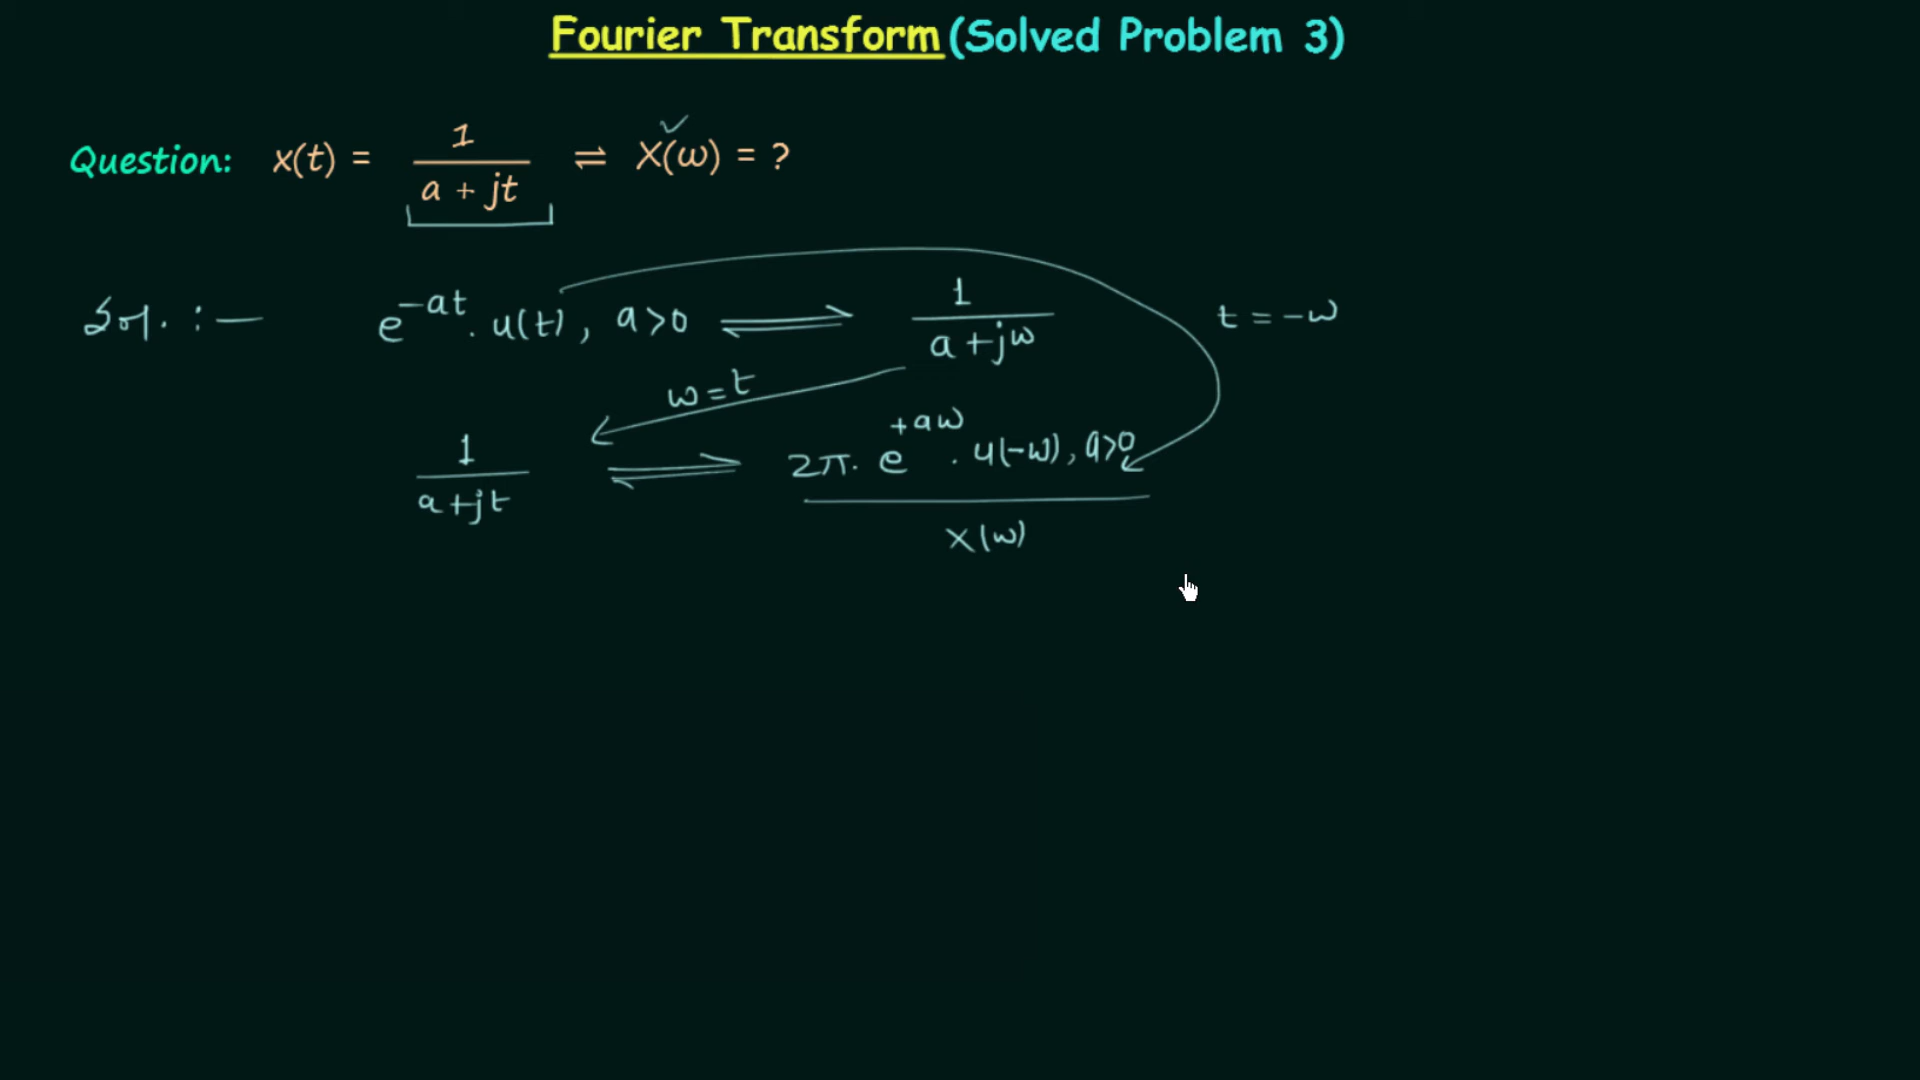 Fourier Transform (Solved Problem 3)
Question: x(t) = 1/(a + jt) ⇌ X(ω) = ?
Sol. :- e^(-at) . u(t), a>0 ⇌ 1/(a+jω) t = -ω
ω = t
1/(a+jt) ⇌ 2π. e^(+aω) . u(-ω), a>0
X(ω)